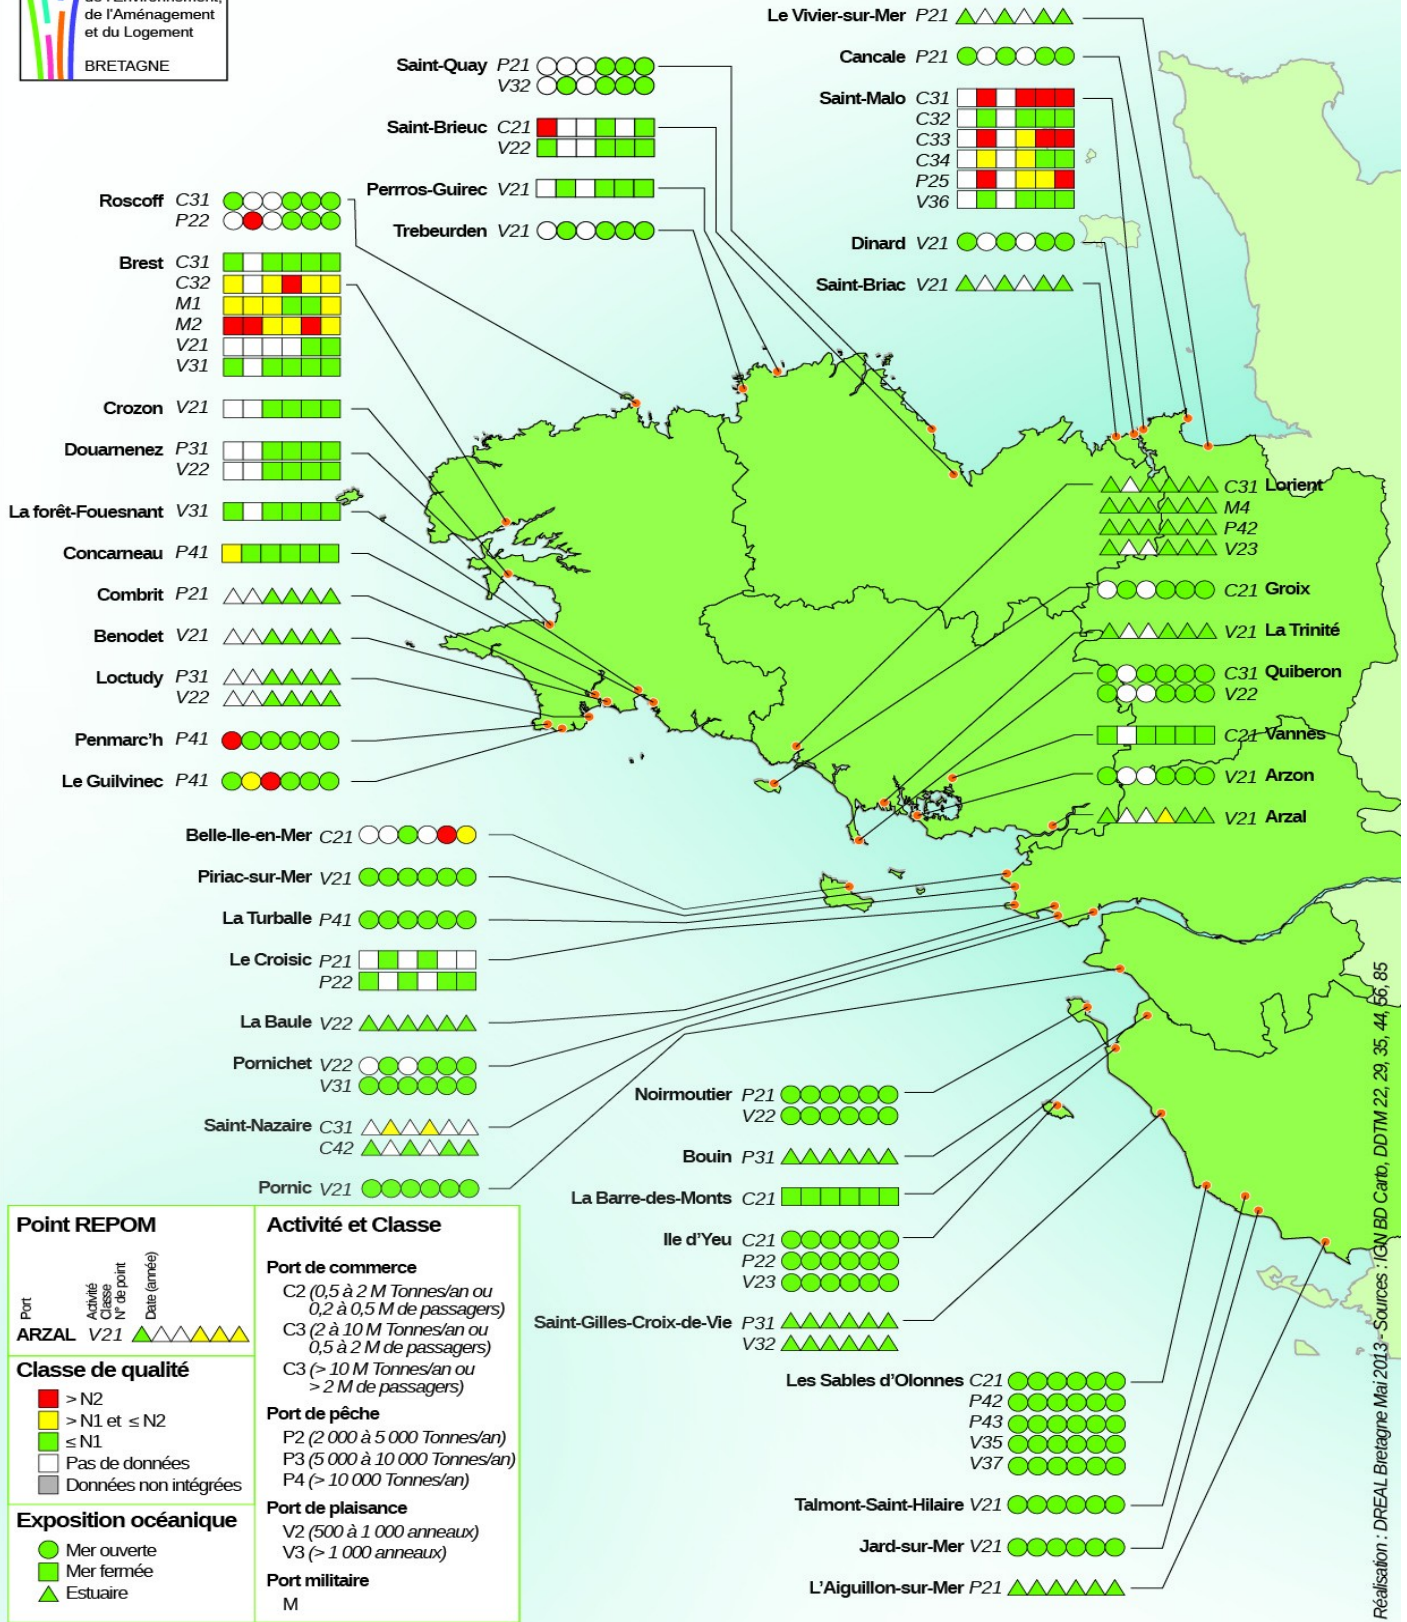 de l'Environnement,
de l'Aménagement
et du Logement
BRETAGNE
Le Vivier-sur-Mer P21
Cancale P21
Saint-Malo C31
C32
C33
C34
P25
V36
Dinard V21
Saint-Briac V21
Saint-Quay P21
V32
Saint-Brieuc C21
V22
Perrros-Guirec V21
Trebeurden V21
Roscoff C31
P22
Brest C31
C32
M1
M2
V21
V31
Crozon V21
Douarnenez P31
V22
La forêt-Fouesnant V31
Concarneau P41
Combrit P21
Benodet V21
Loctudy P31
V22
Penmarc'h P41
Le Guilvinec P41
C31 Lorient
M4
P42
V23
C21 Groix
V21 La Trinité
C31 Quiberon
V22
C21 Vannes
V21 Arzon
V21 Arzal
Belle-Ile-en-Mer C21
Piriac-sur-Mer V21
La Turballe P41
Le Croisic P21
P22
La Baule V22
Pornichet V22
V31
Saint-Nazaire C31
C42
Pornic V21
Noirmoutier P21
V22
Bouin P31
La Barre-des-Monts C21
Ile d'Yeu C21
P22
V23
Saint-Gilles-Croix-de-Vie P31
V32
Les Sables d'Olonnes C21
P42
P43
V35
V37
Talmont-Saint-Hilaire V21
Jard-sur-Mer V21
L'Aiguillon-sur-Mer P21
Point REPOM
Port
Activité
Classe
N° de point
Date (année)
ARZAL V21
Classe de qualité
> N2
> N1 et ≤ N2
≤ N1
Pas de données
Données non intégrées
Exposition océanique
Mer ouverte
Mer fermée
Estuaire
Activité et Classe
Port de commerce
C2 (0,5 à 2 M Tonnes/an ou
0,2 à 0,5 M de passagers)
C3 (2 à 10 M Tonnes/an ou
0,5 à 2 M de passagers)
C3 (> 10 M Tonnes/an ou
> 2 M de passagers)
Port de pêche
P2 (2 000 à 5 000 Tonnes/an)
P3 (5 000 à 10 000 Tonnes/an)
P4 (> 10 000 Tonnes/an)
Port de plaisance
V2 (500 à 1 000 anneaux)
V3 (> 1 000 anneaux)
Port militaire
M
Réalisation : DREAL Bretagne Mai 2013 - Sources : IGN BD Carto, DDTM 22, 29, 35, 44, 56, 85